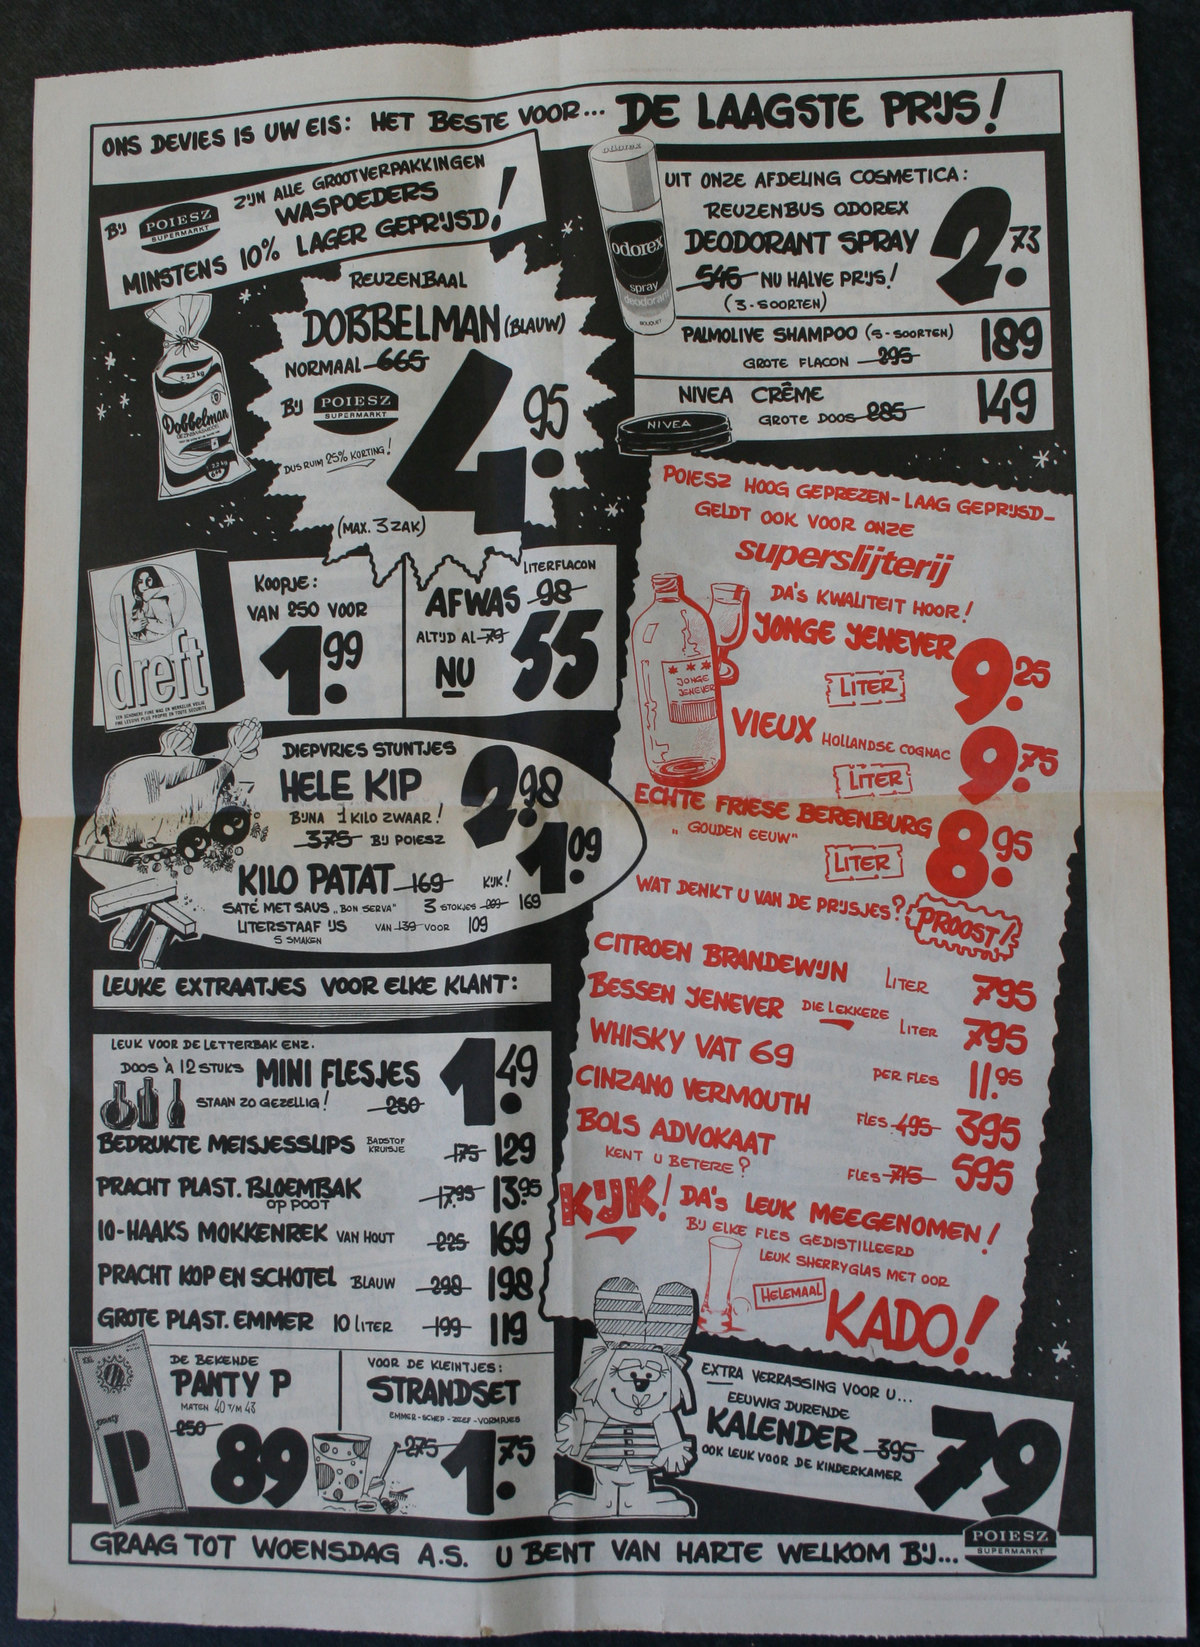 ONS DEVIES IS UW EIS: HET BESTE VOOR... DE LAAGSTE PRIJS!
BIJ POIESZ SUPERMARKT ZIJN ALLE GROOTVERPAKKINGEN
WASPOEDERS
MINSTENS 10% LAGER GEPRIJSD!
REUZENBAAL
DOBBELMAN (BLAUW)
NORMAAL 665
BIJ POIESZ SUPERMARKT
4.95
DUS RUIM 25% KORTING!
(MAX. 3 ZAK)
± 2,2 kg
Dobbelman
± 2,2 kg
odorex
odorex
spray
deodorant
BOUQUET
UIT ONZE AFDELING COSMETICA:
REUZENBUS ODOREX
DEODORANT SPRAY
2.73
546 NU HALVE PRIJS!
(3-SOORTEN)
PALMOLIVE SHAMPOO (5-SOORTEN)
GROTE FLACON 295
189
NIVEA CRÊME
GROTE DOOS 285
149
NIVEA
dreft
KOOPJE:
VAN 250 VOOR
1.99
LITERFLACON
AFWAS 98
ALTIJD AL 79
NU
55
DIEPVRIES STUNTJES
HELE KIP
2.98
BIJNA 1 KILO ZWAAR!
375 BIJ POIESZ
KILO PATAT 169 KIJK!
1.09
SATÉ MET SAUS „BON SERVA" 3 STOKJES 169
LITERSTAAF IJS VAN 139 VOOR 109
5 SMAKEN
POIESZ HOOG GEPREZEN-LAAG GEPRIJSD-
GELDT OOK VOOR ONZE
superslijterij
DA'S KWALITEIT HOOR!
JONGE JENEVER
JONGE JENEVER
9.25
LITER
VIEUX HOLLANDSE COGNAC
9.75
LITER
ECHTE FRIESE BERENBURG
„GOUDEN EEUW"
8.95
LITER
WAT DENKT U VAN DE PRIJSJES? PROOST!
CITROEN BRANDEWIJN LITER 795
BESSEN JENEVER DIE LEKKERE LITER 795
WHISKY VAT 69 PER FLES 11.95
CINZANO VERMOUTH FLES 495 395
BOLS ADVOKAAT
KENT U BETERE? FLES 715 595
KIJK! DA'S LEUK MEEGENOMEN!
BIJ ELKE FLES GEDISTILLEERD
LEUK SHERRYGLAS MET OOR
HELEMAAL
KADO!
LEUKE EXTRAATJES VOOR ELKE KLANT:
LEUK VOOR DE LETTERBAK ENZ.
DOOS À 12 STUKS MINI FLESJES
STAAN ZO GEZELLIG! 250
1.49
BEDRUKTE MEISJESSLIPS BADSTOF KRUISJE 175 129
PRACHT PLAST. BLOEMBAK
OP POOT
17.95 13.95
10-HAAKS MOKKENREK VAN HOUT 225 169
PRACHT KOP EN SCHOTEL BLAUW 298 198
GROTE PLAST. EMMER 10 LITER 199 119
panty
P
DE BEKENDE
PANTY P
MATEN 40 T/M 48
250
89
VOOR DE KLEINTJES:
STRANDSET
EMMER-SCHEP-ZEEF-VORMPJES
275
1.75
EXTRA VERRASSING VOOR U...
EEUWIG DURENDE
KALENDER 395
OOK LEUK VOOR DE KINDERKAMER
79
GRAAG TOT WOENSDAG A.S. U BENT VAN HARTE WELKOM BIJ...
POIESZ
SUPERMARKT